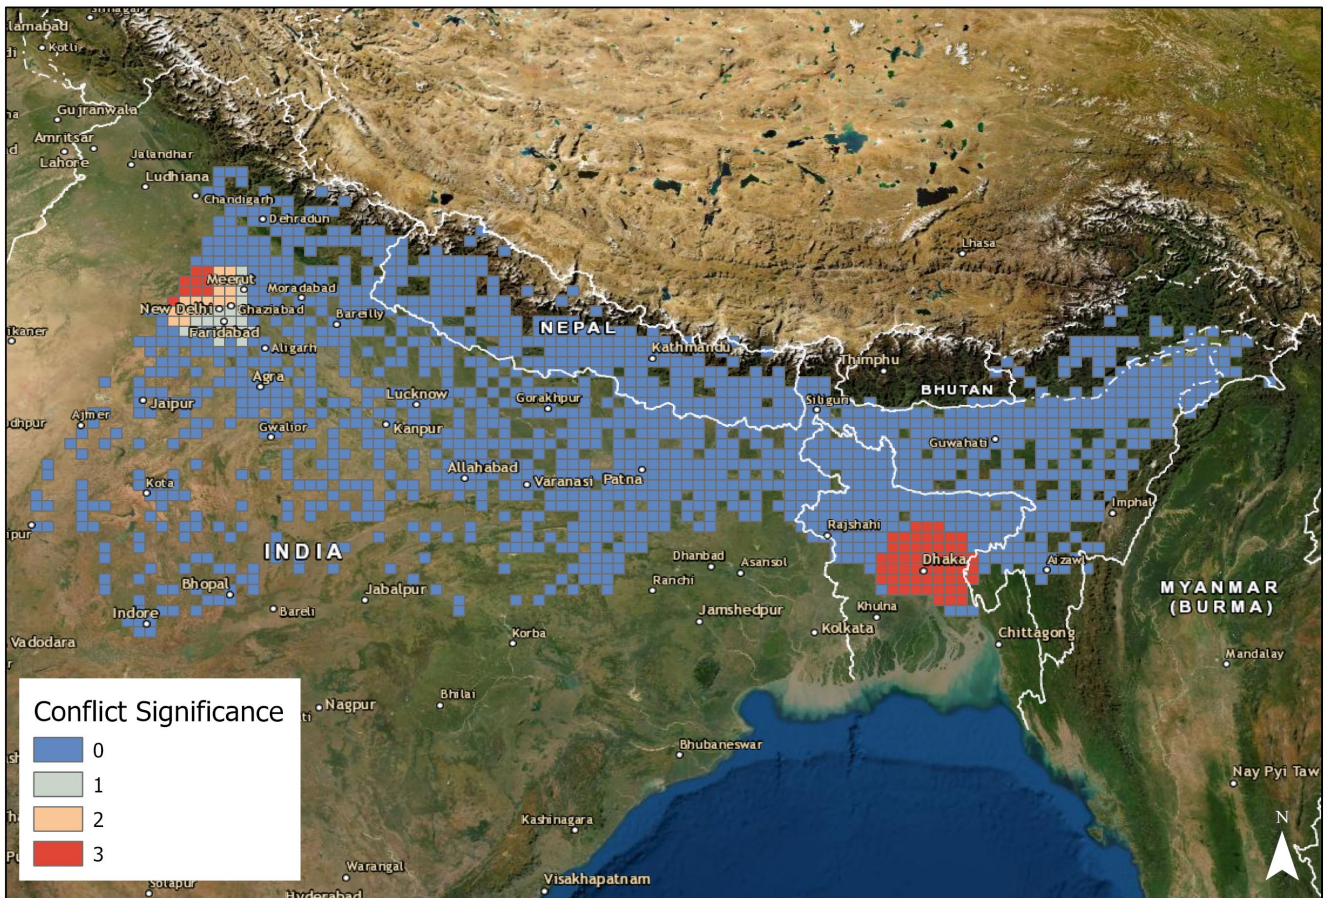 Srinagar
Kotli
Gujranwala
Amritsar
Lahore
Jalandhar
Ludhiana
Chandigarh
Dehradun
Lhasa
Meerut
Moradabad
New Delhi
Ghaziabad
Bareilly
Faridabad
NEPAL
Aligarh
Kathmandu
Thimphu
Agra
BHUTAN
Lucknow
Gorakhpur
Siliguri
Jaipur
Ajmer
Gwalior
Kanpur
Guwahati
Allahabad
Varanasi
Patna
Kota
Imphal
Rajshahi
INDIA
Dhanbad
Asansol
Dhaka
Aizawl
Bhopal
Jabalpur
Ranchi
MYANMAR
(BURMA)
Indore
Bareli
Jamshedpur
Khulna
Kolkata
Chittagong
Vadodara
Korba
Mandalay
Conflict Significance
0
1
2
3
Nagpur
Bhilai
Bhubaneswar
Nay Pyi Taw
Kashinagara
N
Warangal
Visakhapatnam
Solapur
Hyderabad